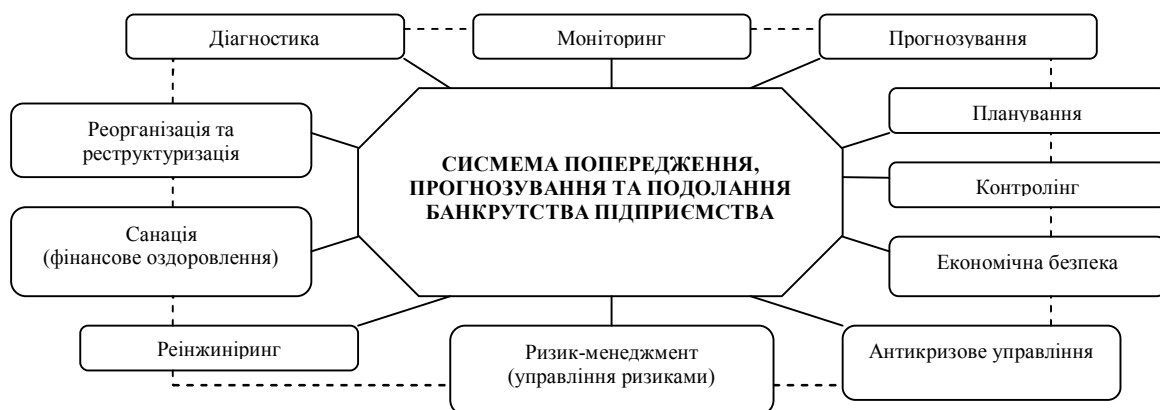 Діагностика
Моніторинг
Прогнозування
Реорганізація та
реструктуризація
Планування
СИСМЕМА ПОПЕРЕДЖЕННЯ,
ПРОГНОЗУВАННЯ ТА ПОДОЛАННЯ
БАНКРУТСТВА ПІДПРИЄМСТВА
Контролінг
Санація
(фінансове оздоровлення)
Економічна безпека
Реінжиніринг
Ризик-менеджмент
(управління ризиками)
Антикризове управління